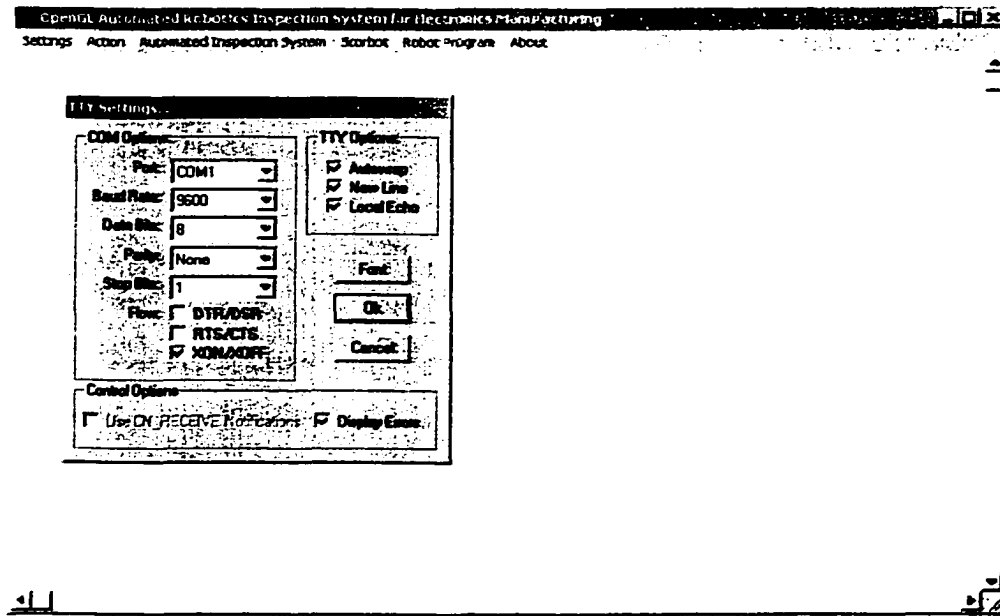 OpenGL Automated Robotics Inspection System for Electronics Manufacturing
Settings Action Automated Inspection System Scorbot Robot Program About
TTY Settings
COM Options
Port: COM1
Baud Rate: 9600
Data Bits: 8
Parity: None
Stop Bits: 1
Flow: DTR/DSR
RTS/CTS
XON/XOFF
TTY Options
Autowrap
New Line
Local Echo
Font
Ok
Cancel
Control Options
Use CN_RECEIVE Notifications Display Errors